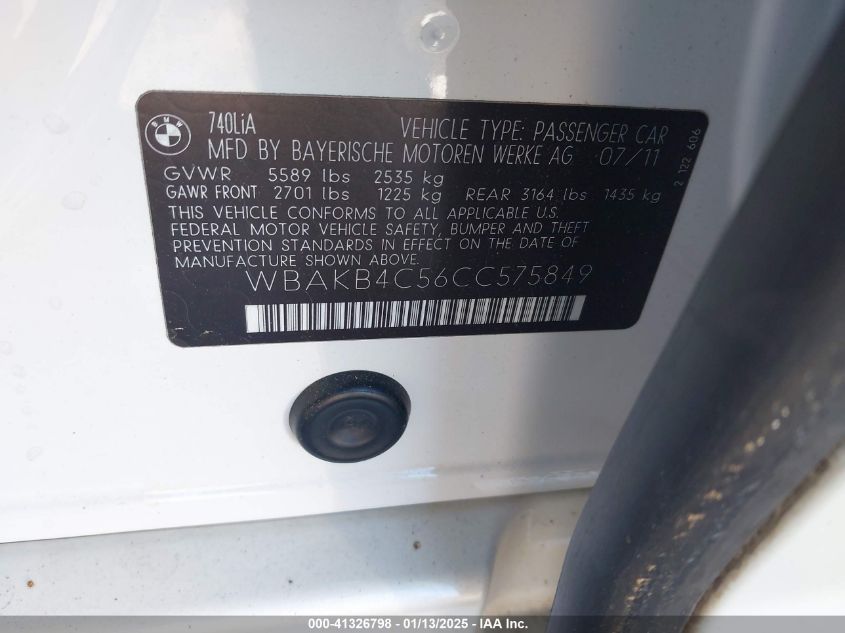 BMW
740LiA
VEHICLE TYPE: PASSENGER CAR
MFD BY BAYERISCHE MOTOREN WERKE AG 07/11
GVWR 5589 lbs 2535 kg
GAWR FRONT 2701 lbs 1225 kg REAR 3164 lbs 1435 kg
THIS VEHICLE CONFORMS TO ALL APPLICABLE U.S.
FEDERAL MOTOR VEHICLE SAFETY, BUMPER AND THEFT
PREVENTION STANDARDS IN EFFECT ON THE DATE OF
MANUFACTURE SHOWN ABOVE.
WBAKB4C56CC575849
2 122 606
000-41326798 - 01/13/2025 - IAA Inc.